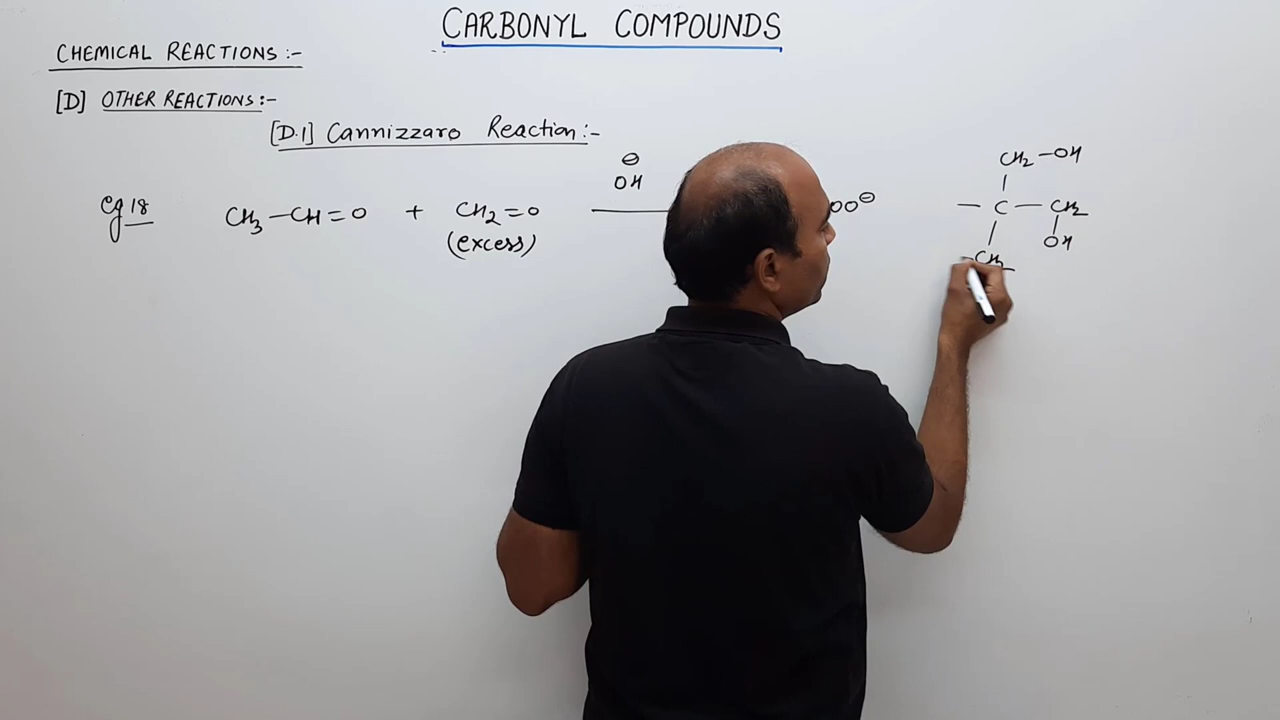 CARBONYL COMPOUNDS
CHEMICAL REACTIONS :-
[D] OTHER REACTIONS :-
[D.1] Cannizzaro Reaction :-
eg 18 CH₃—CH=O + CH₂=O (excess) ⊖OH OO⊖
CH₂—OH
—C—CH₂
OH
CH₂